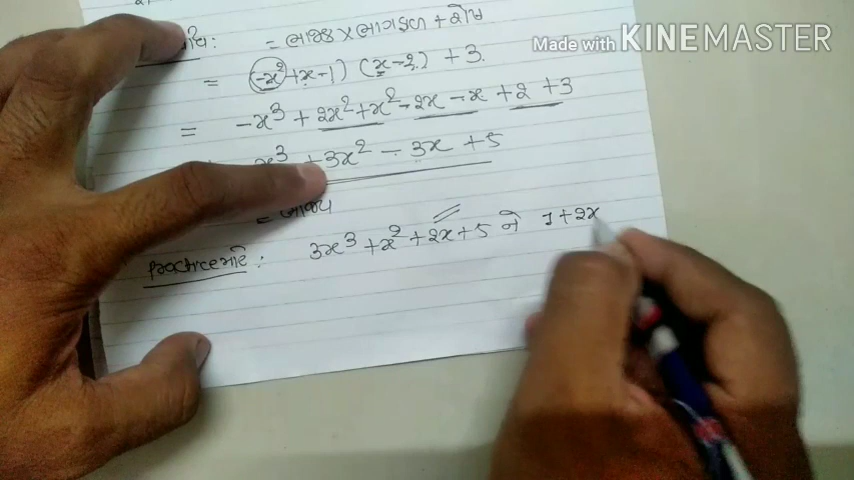 Made with KINEMASTER
= ભાજક × ભાગફળ + શેષ
= (-x² + x - 1) (x - 2) + 3
= -x³ + 2x² + x² - 2x - x + 2 + 3
x³ + 3x² - 3x + 5
= ભાજ્ય
Practice માટે : 3x³ + x² + 2x + 5 ને 1 + 2x